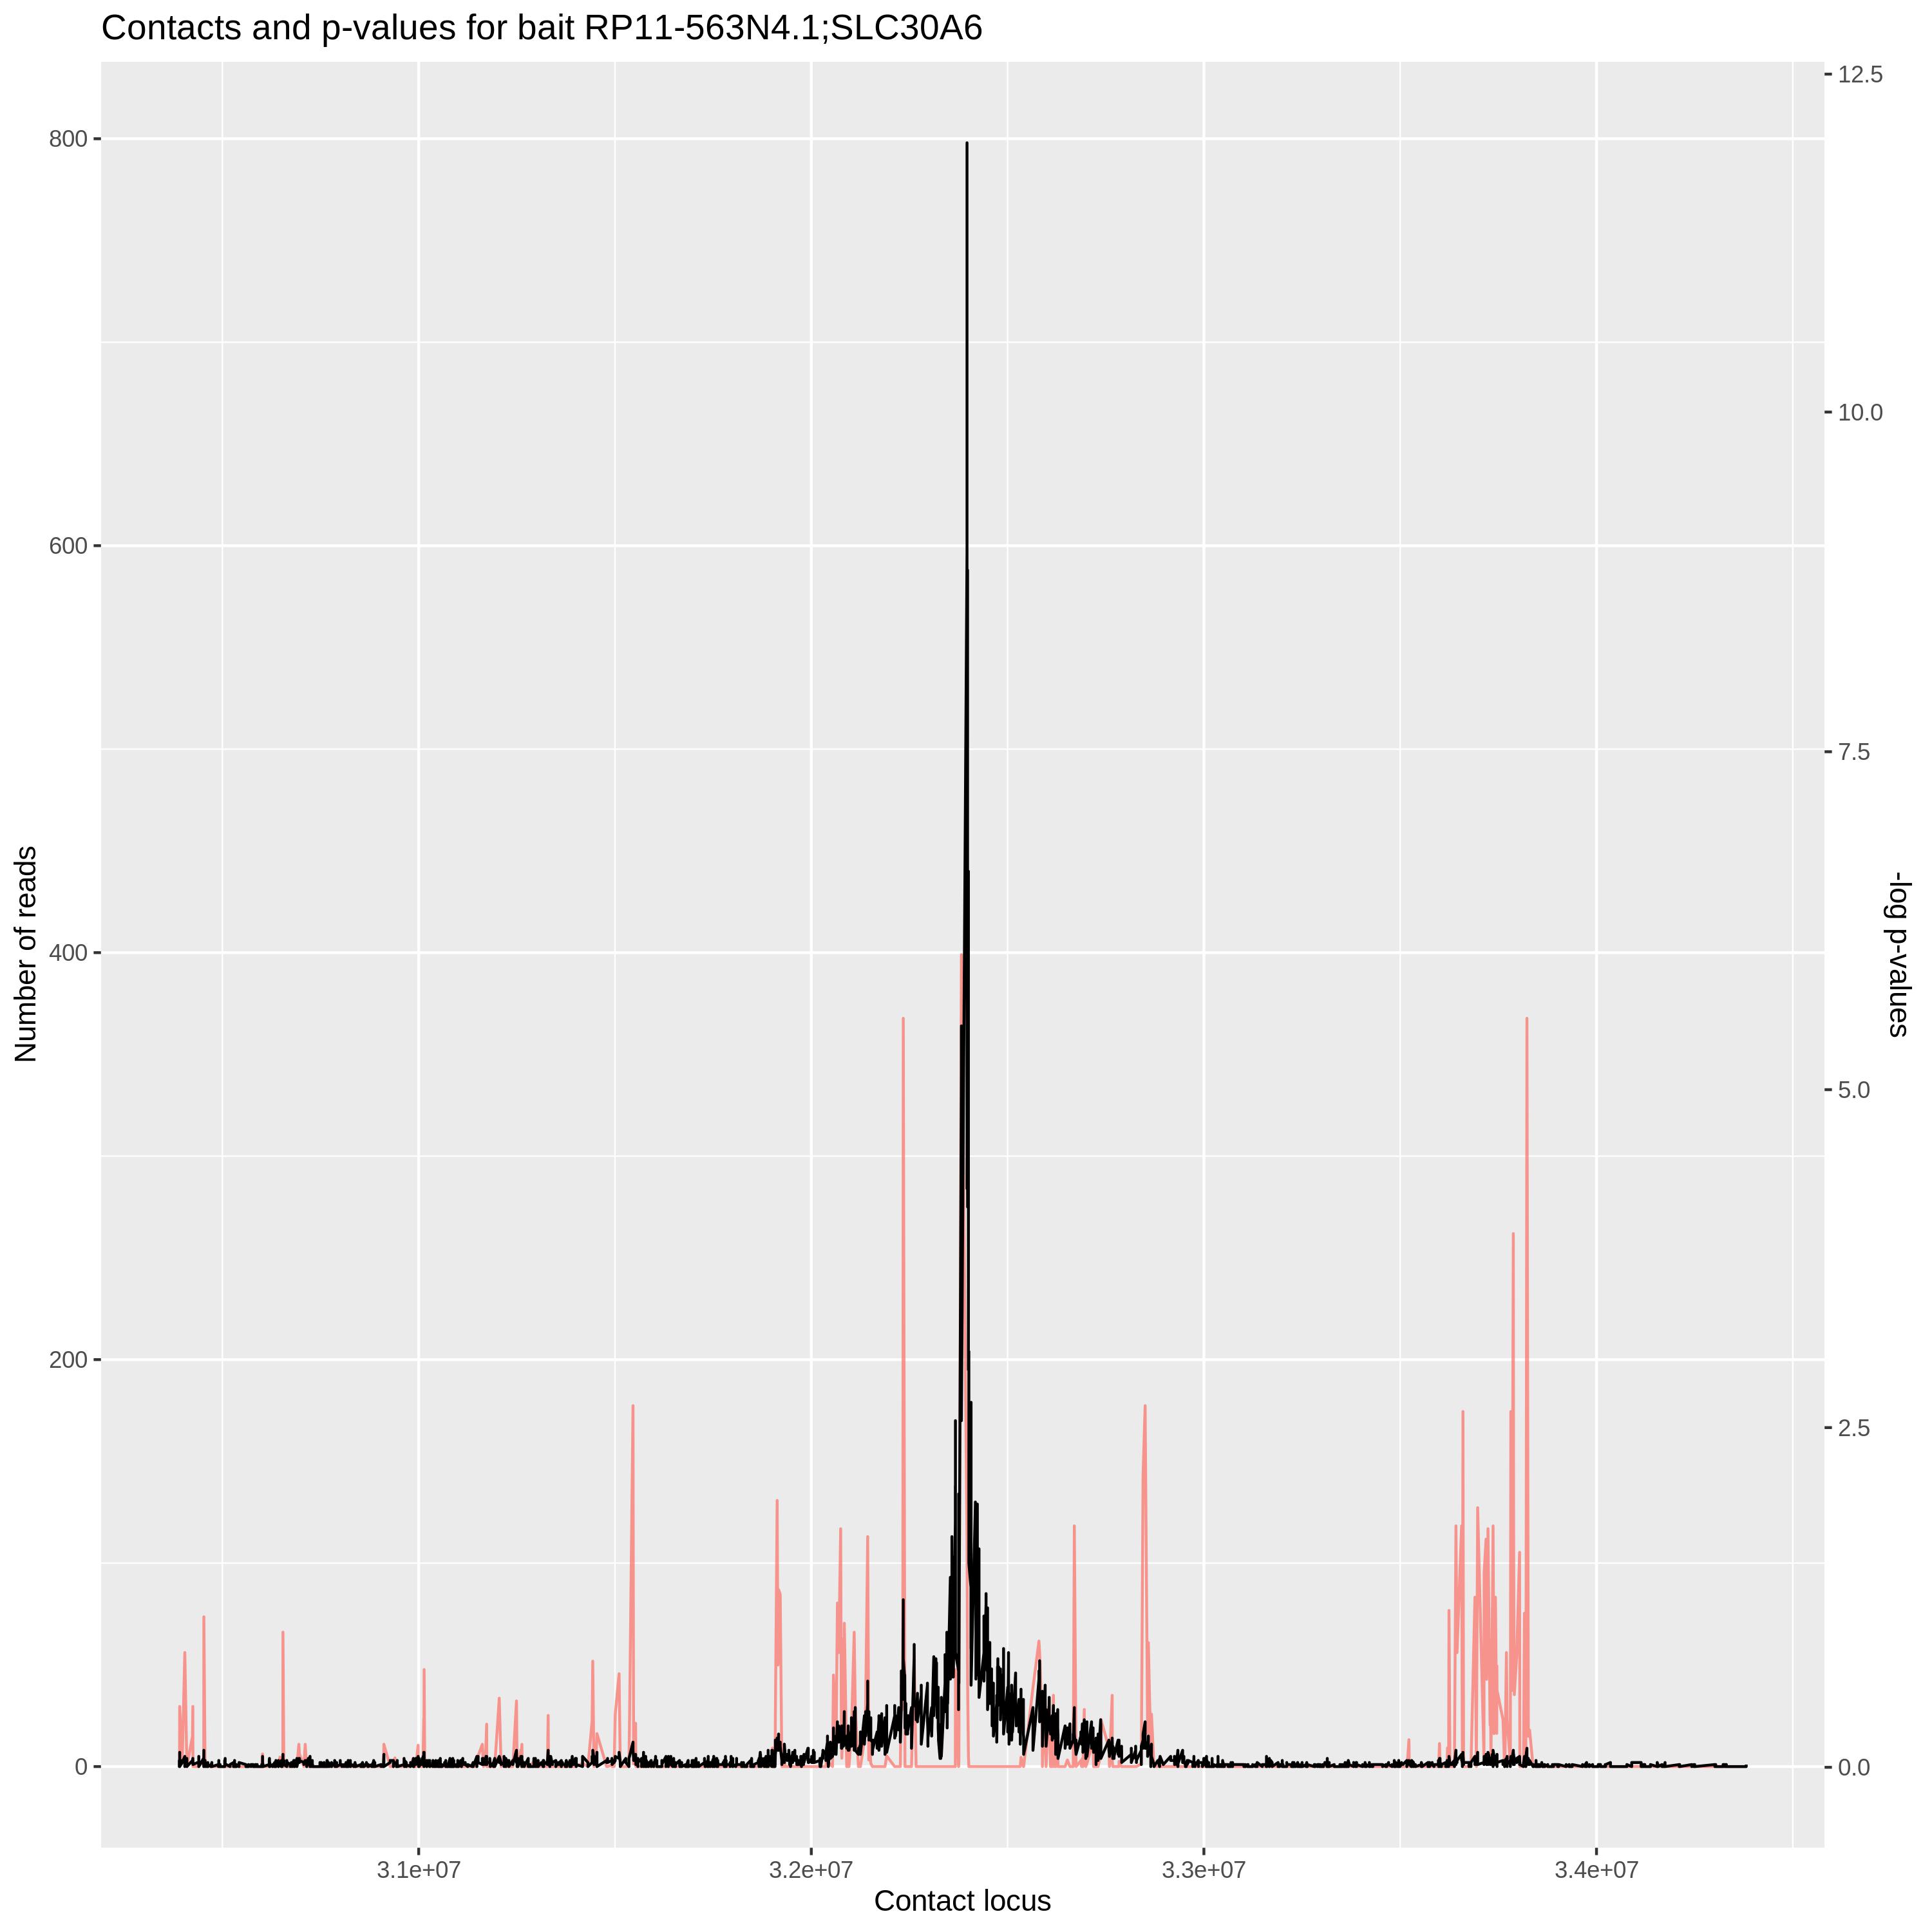 Contacts and p-values for bait RP11-563N4.1;SLC30A6
12.5
800
10.0
600
7.5
Number of reads
400
-log p-values
5.0
200
2.5
0
0.0
3.1e+07 3.2e+07 3.3e+07 3.4e+07
Contact locus